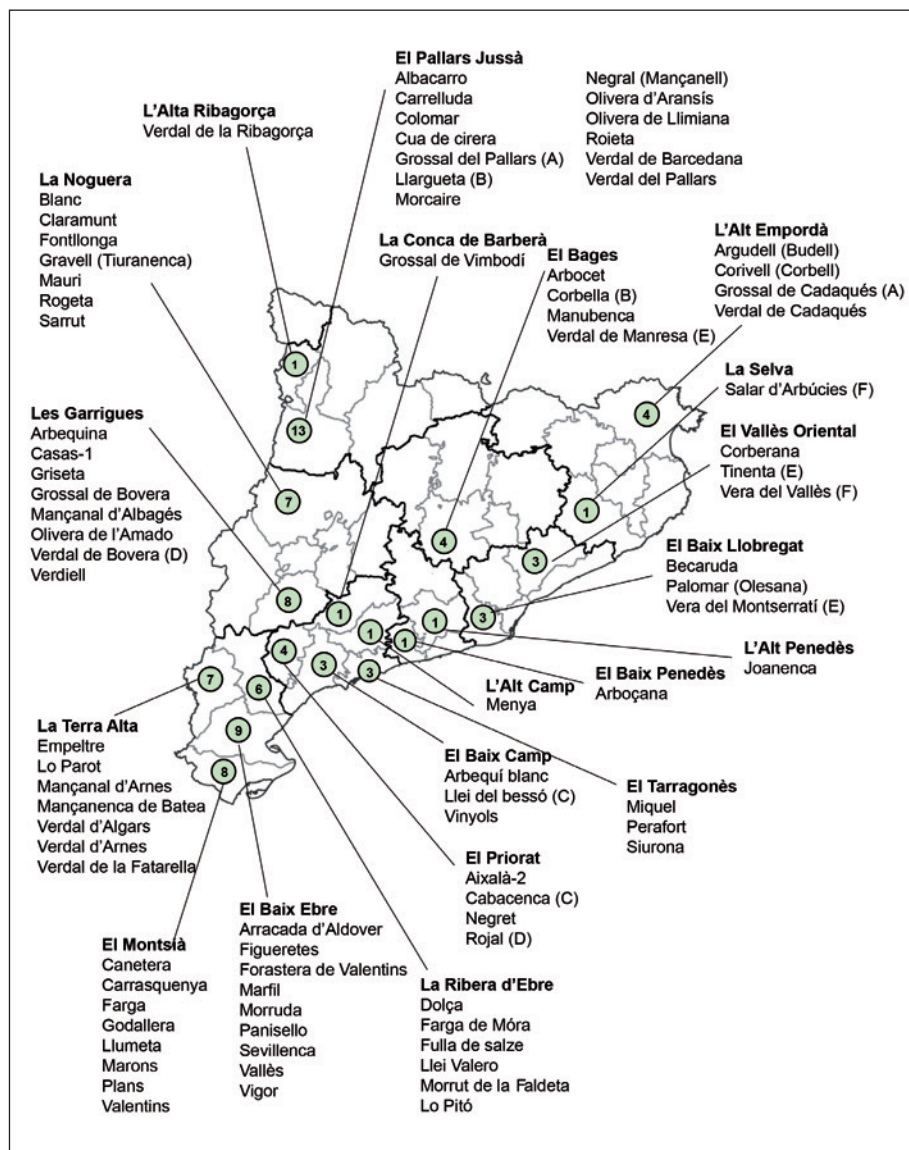 El Pallars Jussà
Albacarro
Carrelluda
Colomar
Cua de cirera
Grossal del Pallars (A)
Llargueta (B)
Morcaire
Negral (Mançanell)
Olivera d'Aransís
Olivera de Llimiana
Roieta
Verdal de Barcedana
Verdal del Pallars
L'Alta Ribagorça
Verdal de la Ribagorça
La Noguera
Blanc
Claramunt
Fontllonga
Gravell (Tiuranenca)
Mauri
Rogeta
Sarrut
La Conca de Barberà
Grossal de Vimbodí
El Bages
Arbocet
Corbella (B)
Manubenca
Verdal de Manresa (E)
L'Alt Empordà
Argudell (Budell)
Corivell (Corbell)
Grossal de Cadaqués (A)
Verdal de Cadaqués
La Selva
Salar d'Arbúcies (F)
El Vallès Oriental
Corberana
Tinenta (E)
Vera del Vallès (F)
Les Garrigues
Arbequina
Casas-1
Griseta
Grossal de Bovera
Mançanal d'Albagés
Olivera de l'Amado
Verdal de Bovera (D)
Verdiell
El Baix Llobregat
Becaruda
Palomar (Olesana)
Vera del Montserratí (E)
L'Alt Penedès
Joanenca
El Baix Penedès
Arboçana
L'Alt Camp
Menya
1
13
7
4
4
1
3
8
1
1
1
1
3
4
3
3
7
6
9
8
La Terra Alta
Empeltre
Lo Parot
Mançanal d'Arnes
Mançanenca de Batea
Verdal d'Algars
Verdal d'Arnes
Verdal de la Fatarella
El Baix Camp
Arbequí blanc
Llei del bessó (C)
Vinyols
El Tarragonès
Miquel
Perafort
Siurona
El Priorat
Aixalà-2
Cabacenca (C)
Negret
Rojal (D)
El Montsià
Canetera
Carrasquenya
Farga
Godallera
Llumeta
Marons
Plans
Valentins
El Baix Ebre
Arracada d'Aldover
Figueretes
Forastera de Valentins
Marfil
Morruda
Panisello
Sevillenca
Vallès
Vigor
La Ribera d'Ebre
Dolça
Farga de Móra
Fulla de salze
Llei Valero
Morrut de la Faldeta
Lo Pitó